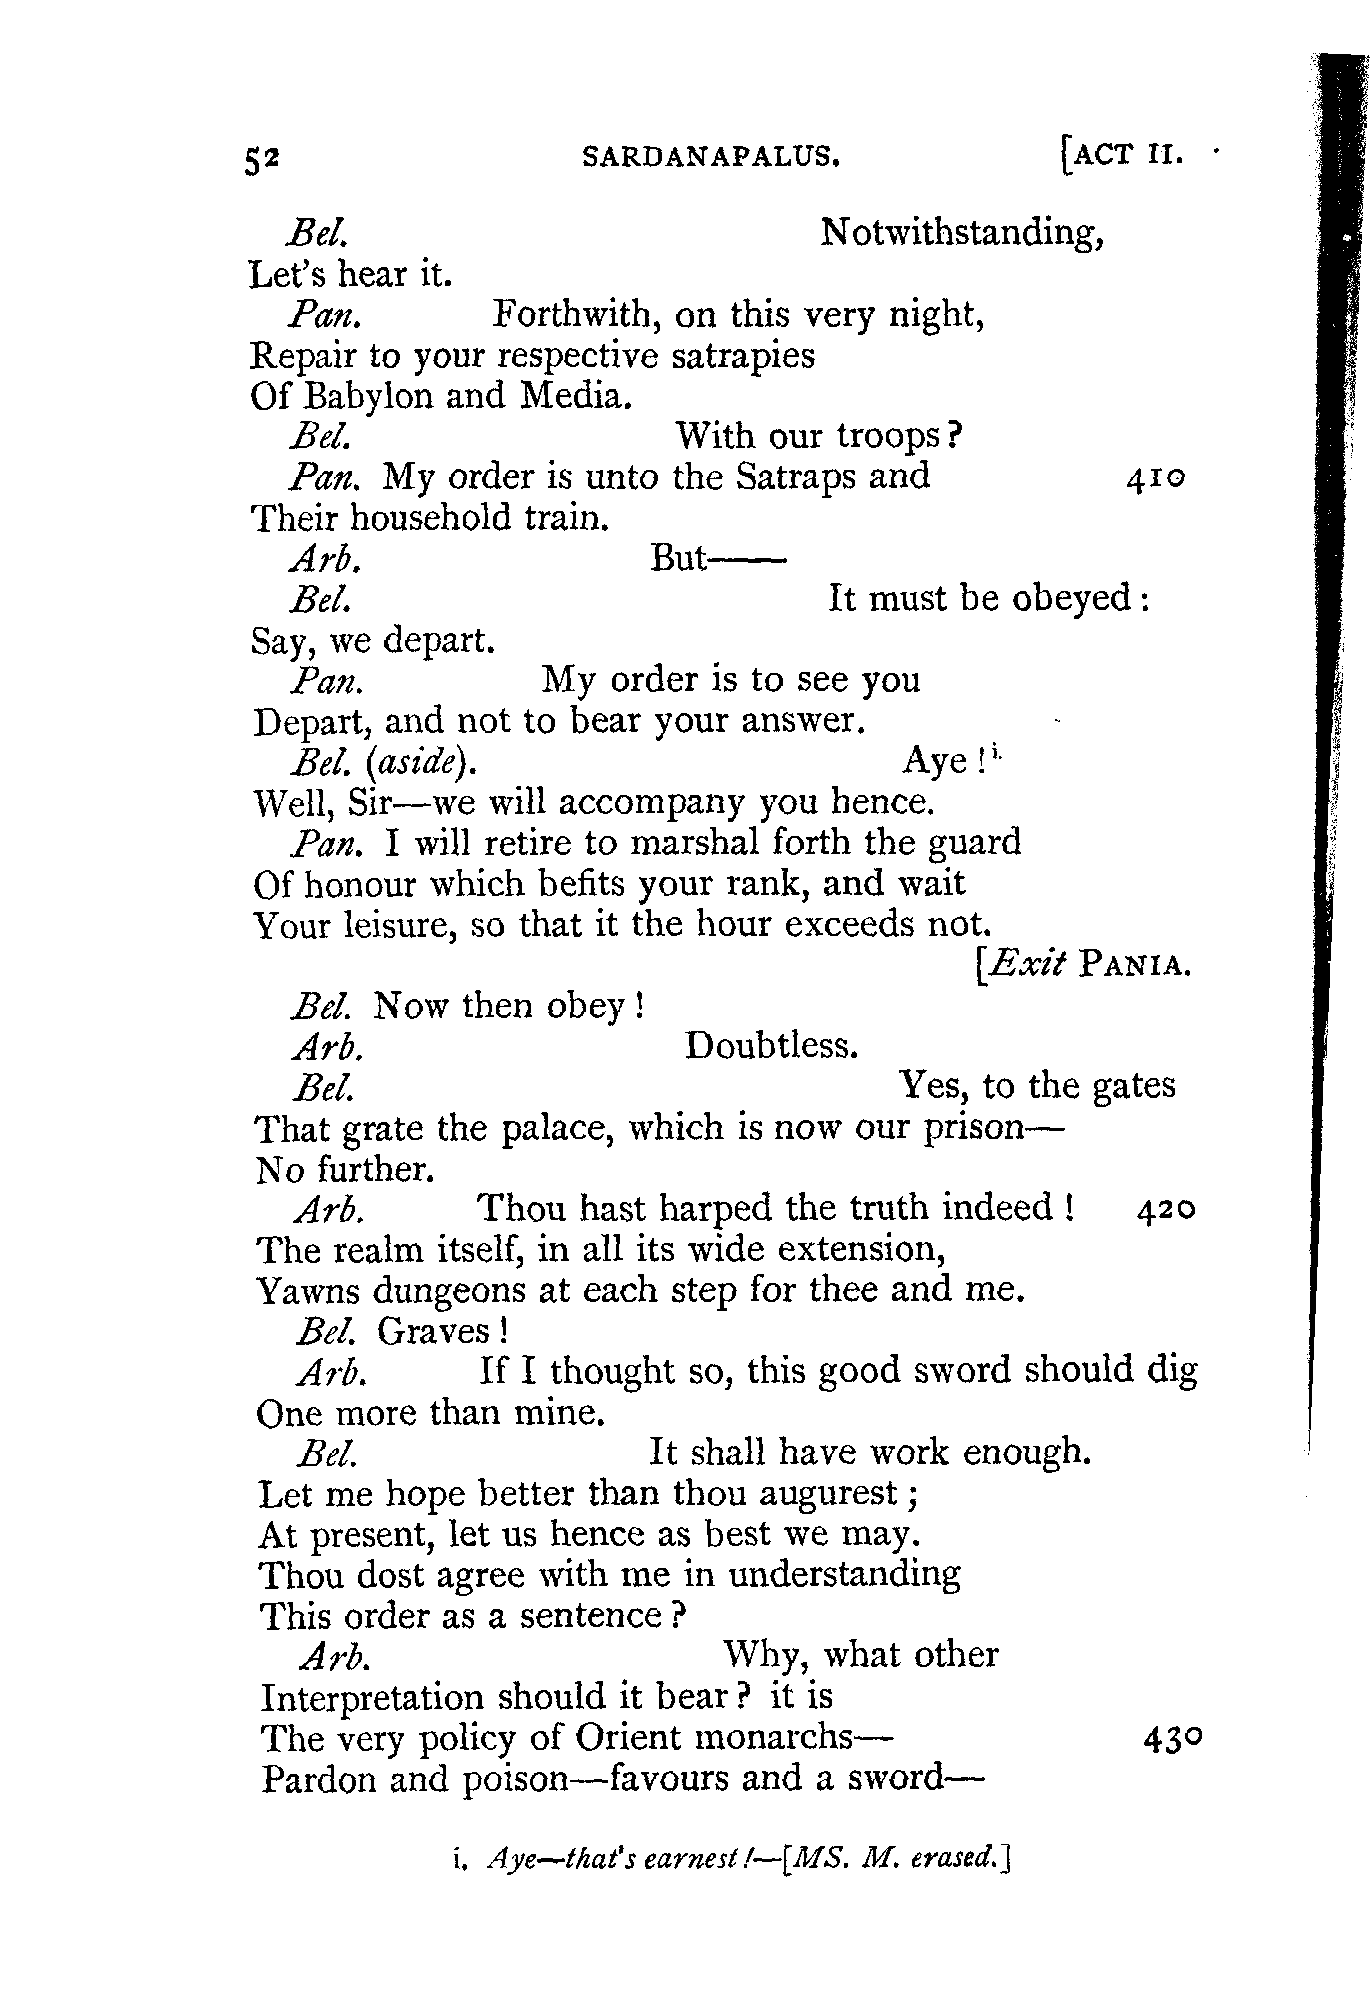 52 SARDANAPALUS. [ACT II.
Bel. Notwithstanding,
Let's hear it.
Pan. Forthwith, on this very night,
Repair to your respective satrapies
Of Babylon and Media.
Bel. With our troops?
Pan. My order is unto the Satraps and 410
Their household train.
Arb. But——
Bel. It must be obeyed:
Say, we depart.
Pan. My order is to see you
Depart, and not to bear your answer.
Bel. (aside). Aye!i.
Well, Sir—we will accompany you hence.
Pan. I will retire to marshal forth the guard
Of honour which befits your rank, and wait
Your leisure, so that it the hour exceeds not.
[Exit PANIA.
Bel. Now then obey!
Arb. Doubtless.
Bel. Yes, to the gates
That grate the palace, which is now our prison—
No further.
Arb. Thou hast harped the truth indeed! 420
The realm itself, in all its wide extension,
Yawns dungeons at each step for thee and me.
Bel. Graves!
Arb. If I thought so, this good sword should dig
One more than mine.
Bel. It shall have work enough.
Let me hope better than thou augurest;
At present, let us hence as best we may.
Thou dost agree with me in understanding
This order as a sentence?
Arb. Why, what other
Interpretation should it bear? it is
The very policy of Orient monarchs— 430
Pardon and poison—favours and a sword—
i. Aye—that's earnest!—[MS. M. erased.]